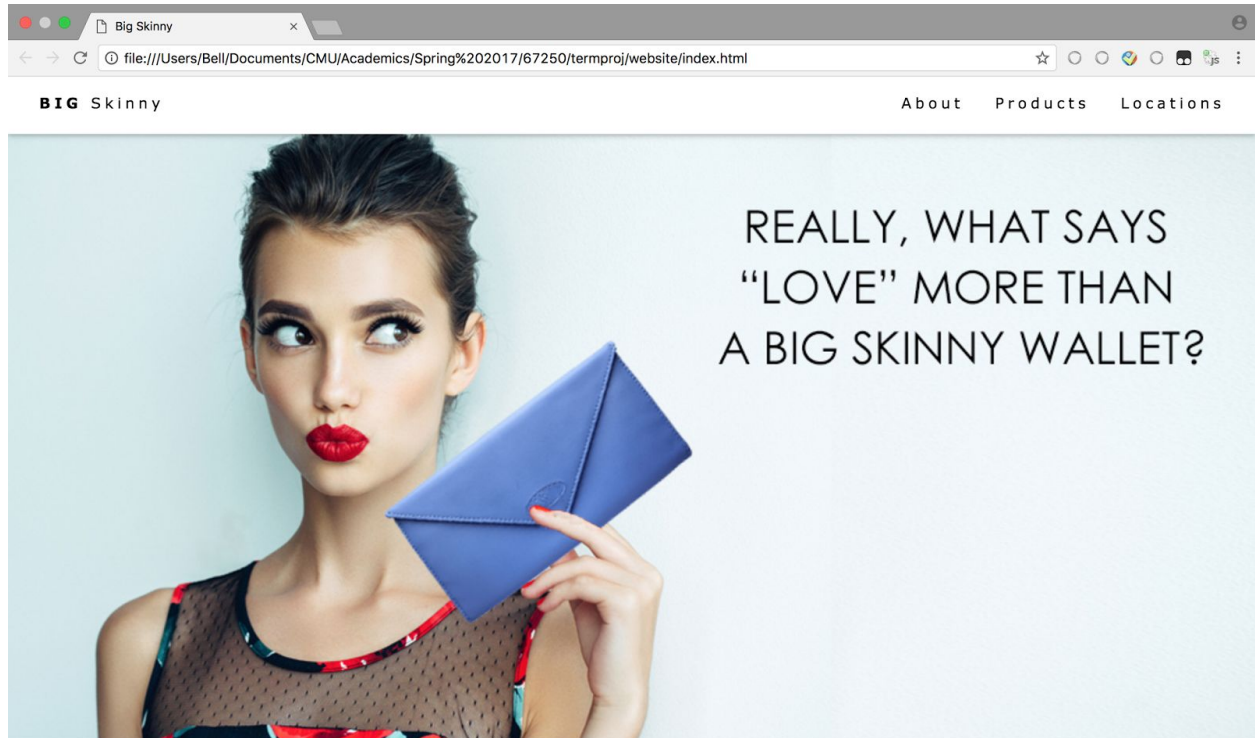 Big Skinny
file:///Users/Bell/Documents/CMU/Academics/Spring%202017/67250/termproj/website/index.html
JS
BIG Skinny
About Products Locations
REALLY, WHAT SAYS
“LOVE” MORE THAN
A BIG SKINNY WALLET?